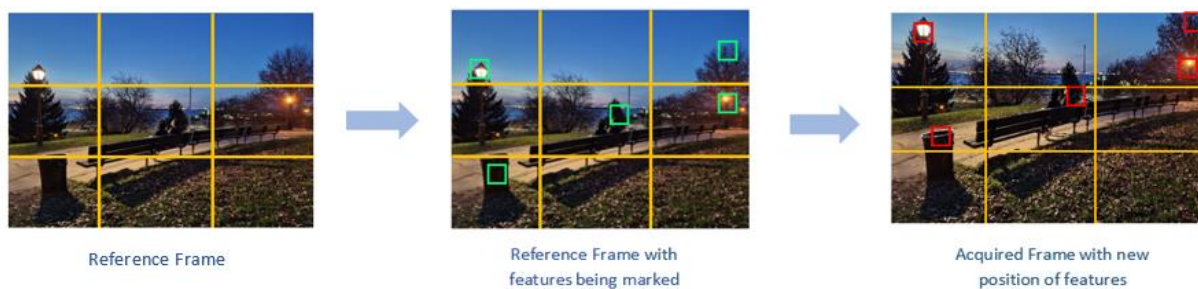 Reference Frame
Reference Frame with
features being marked
Acquired Frame with new
position of features